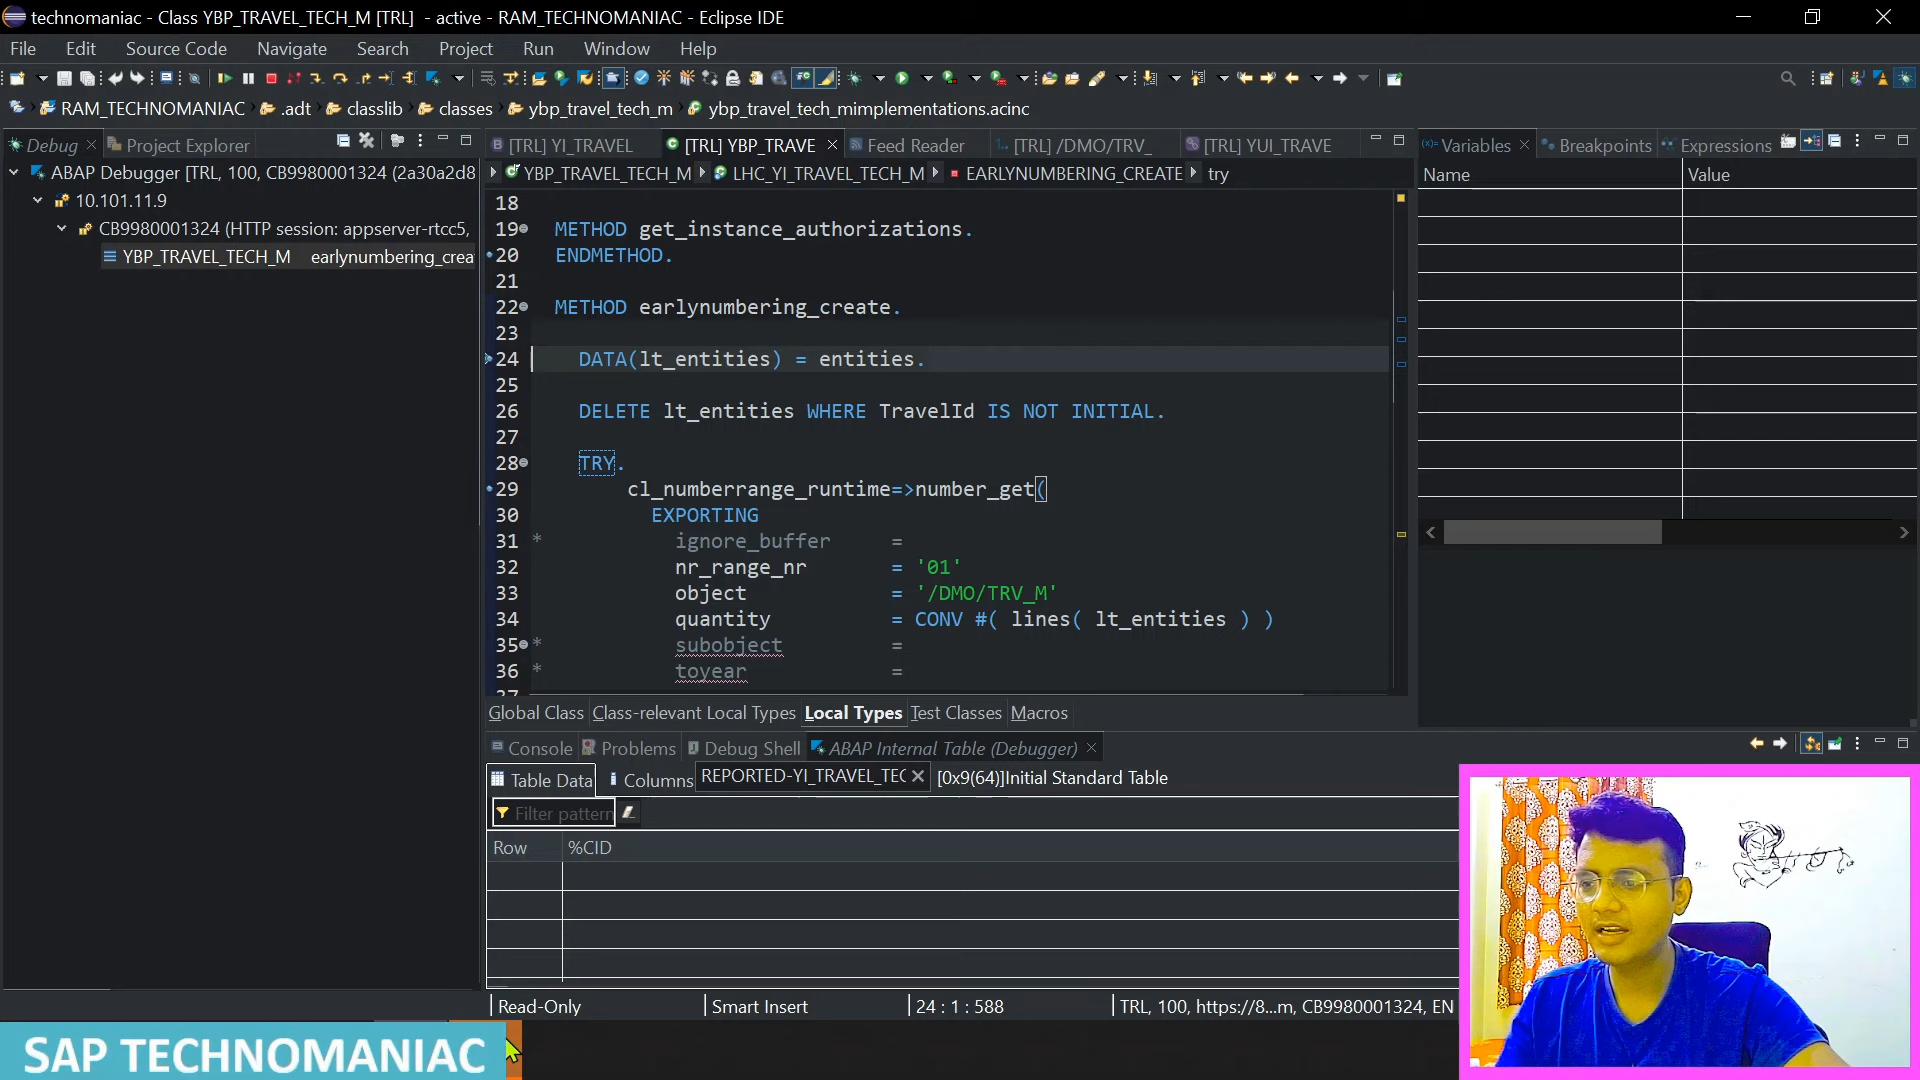 technomaniac - Class YBP_TRAVEL_TECH_M [TRL] - active - RAM_TECHNOMANIAC - Eclipse IDE
File Edit Source Code Navigate Search Project Run Window Help
RAM_TECHNOMANIAC .adt classlib classes ybp_travel_tech_m ybp_travel_tech_mimplementations.acinc
Debug Project Explorer
ABAP Debugger [TRL, 100, CB9980001324 (2a30a2d8
10.101.11.9
CB9980001324 (HTTP session: appserver-rtcc5,
YBP_TRAVEL_TECH_M earlynumbering_crea
[TRL] YI_TRAVEL [TRL] YBP_TRAVE Feed Reader [TRL] /DMO/TRV_ [TRL] YUI_TRAVE
YBP_TRAVEL_TECH_M LHC_YI_TRAVEL_TECH_M EARLYNUMBERING_CREATE try
18
19 METHOD get_instance_authorizations.
20 ENDMETHOD.
21
22 METHOD earlynumbering_create.
23
24 DATA(lt_entities) = entities.
25
26 DELETE lt_entities WHERE TravelId IS NOT INITIAL.
27
28 TRY.
29 cl_numberrange_runtime=>number_get(
30 EXPORTING
31 * ignore_buffer =
32 nr_range_nr = '01'
33 object = '/DMO/TRV_M'
34 quantity = CONV #( lines( lt_entities ) )
35 * subobject =
36 * toyear =
37
Global Class Class-relevant Local Types Local Types Test Classes Macros
Variables Breakpoints Expressions
Name Value
Console Problems Debug Shell ABAP Internal Table (Debugger)
Table Data Columns REPORTED-YI_TRAVEL_TEC [0x9(64)]Initial Standard Table
Filter pattern
Row %CID
Read-Only Smart Insert 24 : 1 : 588 TRL, 100, https://8...m, CB9980001324, EN
SAP TECHNOMANIAC